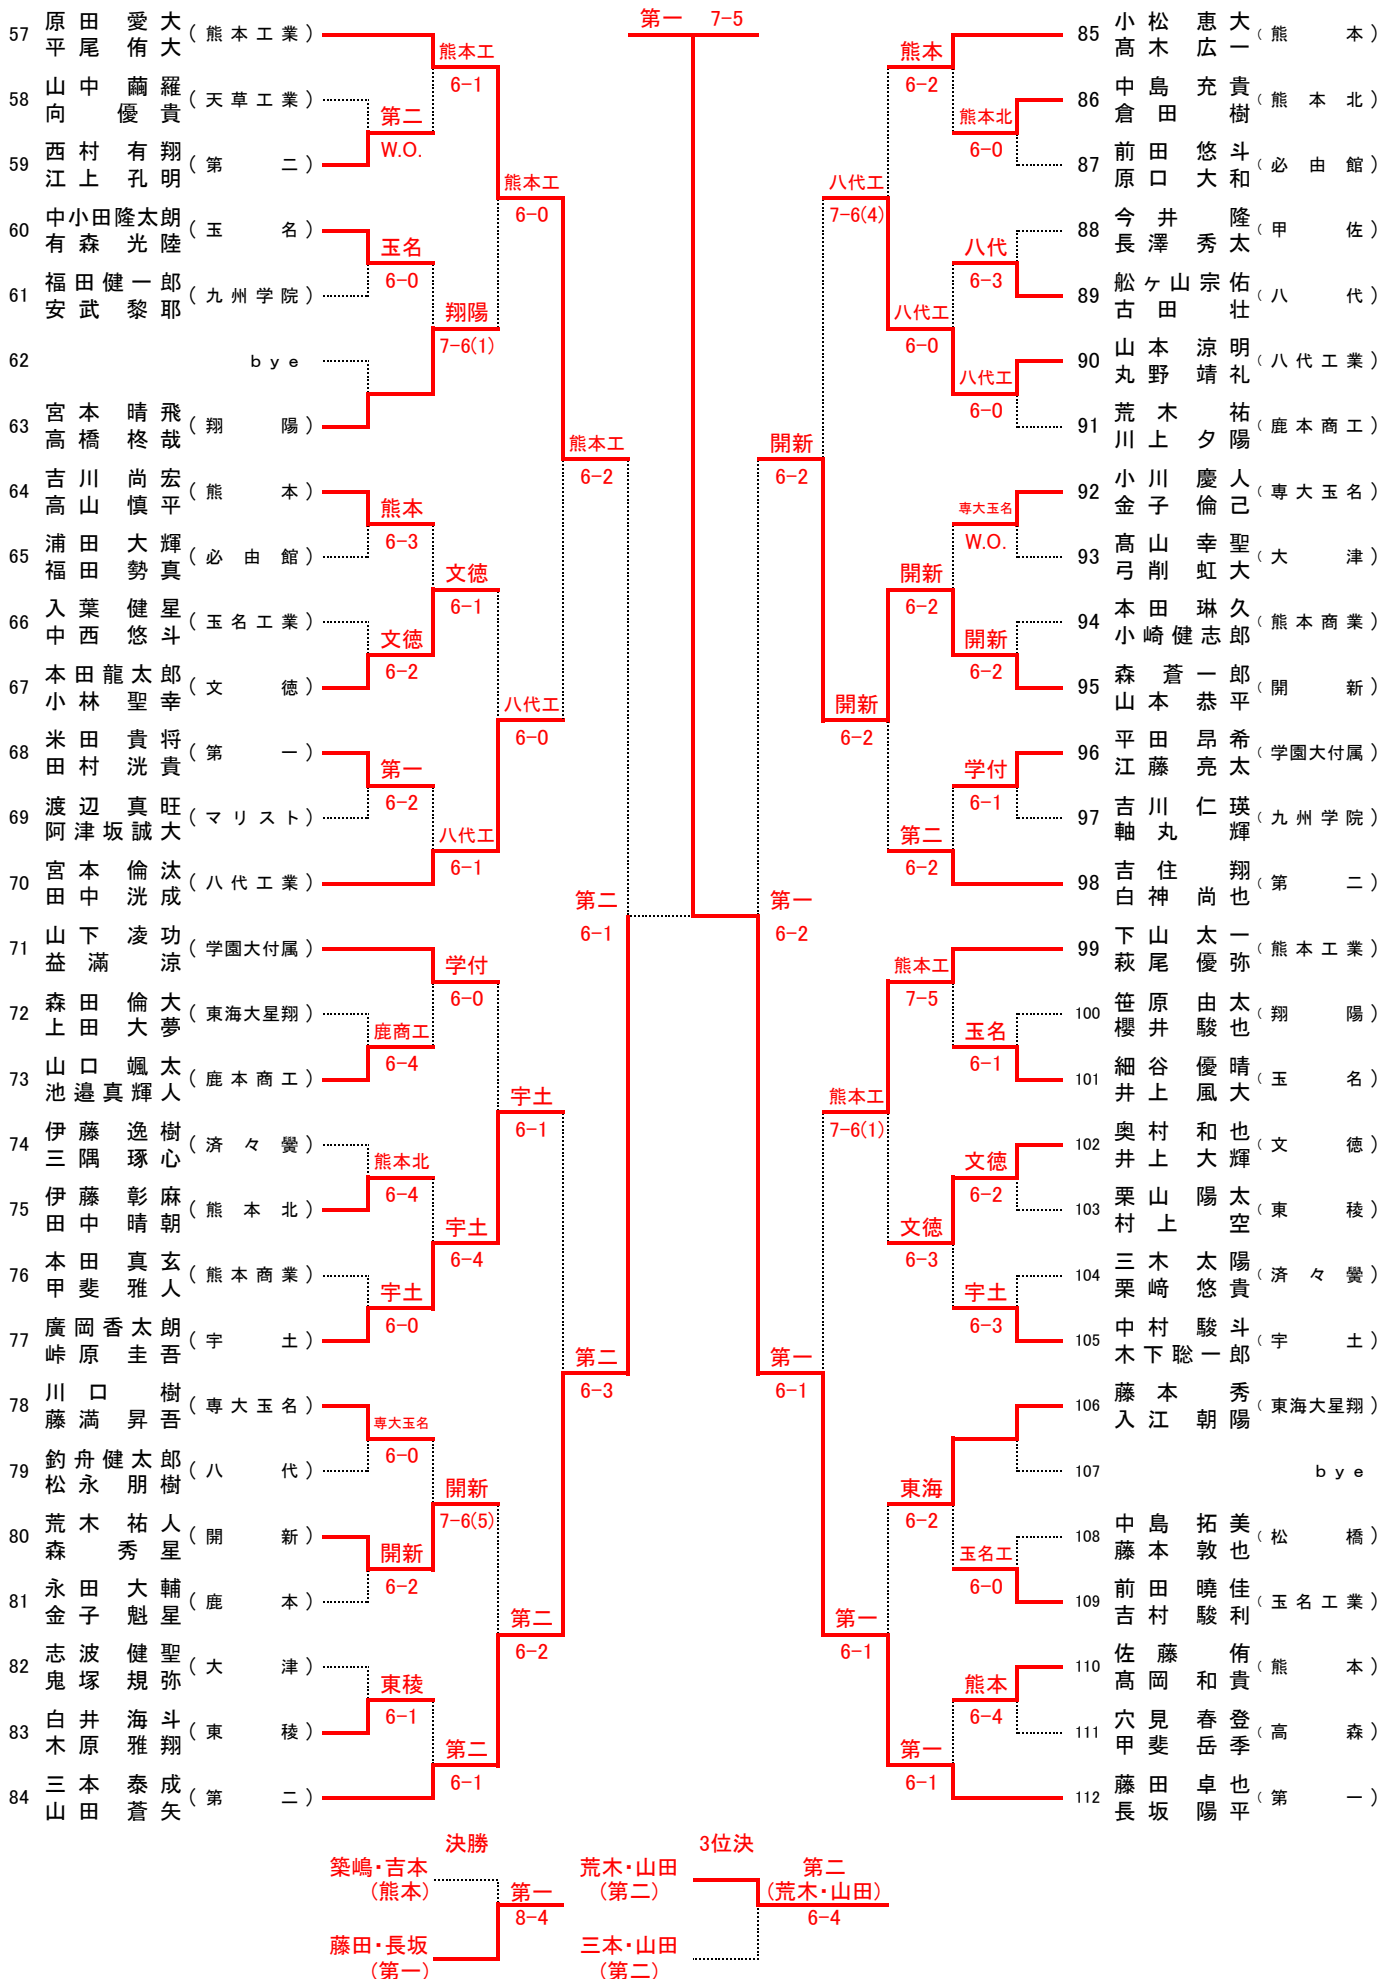 第一 7-5
57 原田 愛大 平尾 侑大 (熊本工業)
58 山中 繭羅 向 優貴 (天草工業)
59 西村 有翔 江上 孔明 (第二)
60 中小田隆太朗 有森 光陸 (玉名)
61 福田健一郎 安武 黎耶 (九州学院)
62 bye
63 宮本 晴飛 高橋 柊哉 (翔陽)
64 吉川 尚宏 高山 慎平 (熊本)
65 浦田 大輝 福田 勢真 (必由館)
66 入葉 健星 中西 悠斗 (玉名工業)
67 本田龍太郎 小林 聖幸 (文徳)
68 米田 貴将 田村 洸貴 (第一)
69 渡辺 真旺 阿津坂誠大 (マリスト)
70 宮本 倫汰 田中 洸成 (八代工業)
71 山下 凌功 益滿 涼 (学園大付属)
72 森田 倫大 上田 大夢 (東海大星翔)
73 山口 颯太 池邉真輝人 (鹿本商工)
74 伊藤 逸樹 三隅 琢心 (済々黌)
75 伊藤 彰麻 田中 晴朝 (熊本北)
76 本田 真玄 甲斐 雅人 (熊本商業)
77 廣岡香太朗 峠原 圭吾 (宇土)
78 川口 樹 藤満 昇吾 (専大玉名)
79 釣舟健太郎 松永 朋樹 (八代)
80 荒木 祐人 森 秀星 (開新)
81 永田 大輔 金子 魁星 (鹿本)
82 志波 健聖 鬼塚 規弥 (大津)
83 白井 海斗 木原 雅翔 (東稜)
84 三本 泰成 山田 蒼矢 (第二)
熊本工 6-1
第二 W.O.
玉名 6-0
翔陽 7-6(1)
熊本工 6-0
熊本 6-3
文徳 6-1
文徳 6-2
第一 6-2
八代工 6-1
八代工 6-0
熊本工 6-2
学付 6-0
鹿商工 6-4
熊本北 6-4
宇土 6-4
宇土 6-0
宇土 6-1
専大玉名 6-0
開新 7-6(5)
開新 6-2
東稜 6-1
第二 6-1
第二 6-2
第二 6-3
第二 6-1
85 小松 恵大 髙木 広一 (熊本)
86 中島 充貴 倉田 樹 (熊本北)
87 前田 悠斗 原口 大和 (必由館)
88 今井 隆 長澤 秀太 (甲佐)
89 舩ヶ山宗佑 古田 壮 (八代)
90 山本 涼明 丸野 靖礼 (八代工業)
91 荒木 祐 川上 夕陽 (鹿本商工)
92 小川 慶人 金子 倫己 (専大玉名)
93 髙山 幸聖 弓削 虹大 (大津)
94 本田 琳久 小崎健志郎 (熊本商業)
95 森 蒼一郎 山本 恭平 (開新)
96 平田 昂希 江藤 亮太 (学園大付属)
97 吉川 仁瑛 軸丸 輝 (九州学院)
98 吉住 翔 白神 尚也 (第二)
99 下山 太一 萩尾 優弥 (熊本工業)
100 笹原 由太 櫻井 駿也 (翔陽)
101 細谷 優晴 井上 風大 (玉名)
102 奥村 和也 井上 大輝 (文徳)
103 栗山 陽太 村上 空 (東稜)
104 三木 太陽 栗﨑 悠貴 (済々黌)
105 中村 駿斗 木下聡一郎 (宇土)
106 藤本 秀 入江 朝陽 (東海大星翔)
107 bye
108 中島 拓美 藤本 敦也 (松橋)
109 前田 暁佳 吉村 駿利 (玉名工業)
110 佐藤 侑 髙岡 和貴 (熊本)
111 穴見 春登 甲斐 岳季 (高森)
112 藤田 卓也 長坂 陽平 (第一)
熊本 6-2
熊本北 6-0
八代工 7-6(4)
八代 6-3
八代工 6-0
八代工 6-0
開新 6-2
専大玉名 W.O.
開新 6-2
開新 6-2
開新 6-2
学付 6-1
第二 6-2
第一 6-2
熊本工 7-5
玉名 6-1
熊本工 7-6(1)
文徳 6-2
文徳 6-3
宇土 6-3
第一 6-1
東海 6-2
玉名工 6-0
第一 6-1
熊本 6-4
第一 6-1
決勝
築嶋・吉本
(熊本)
第一
8-4
藤田・長坂
(第一)
3位決
荒木・山田
(第二)
第二
(荒木・山田)
6-4
三本・山田
(第二)